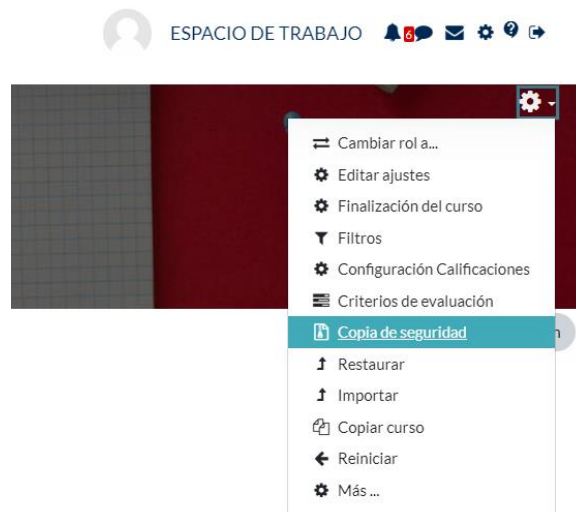 ESPACIO DE TRABAJO 6
Cambiar rol a...
Editar ajustes
Finalización del curso
Filtros
Configuración Calificaciones
Criterios de evaluación
Copia de seguridad
Restaurar
Importar
Copiar curso
Reiniciar
Más ...